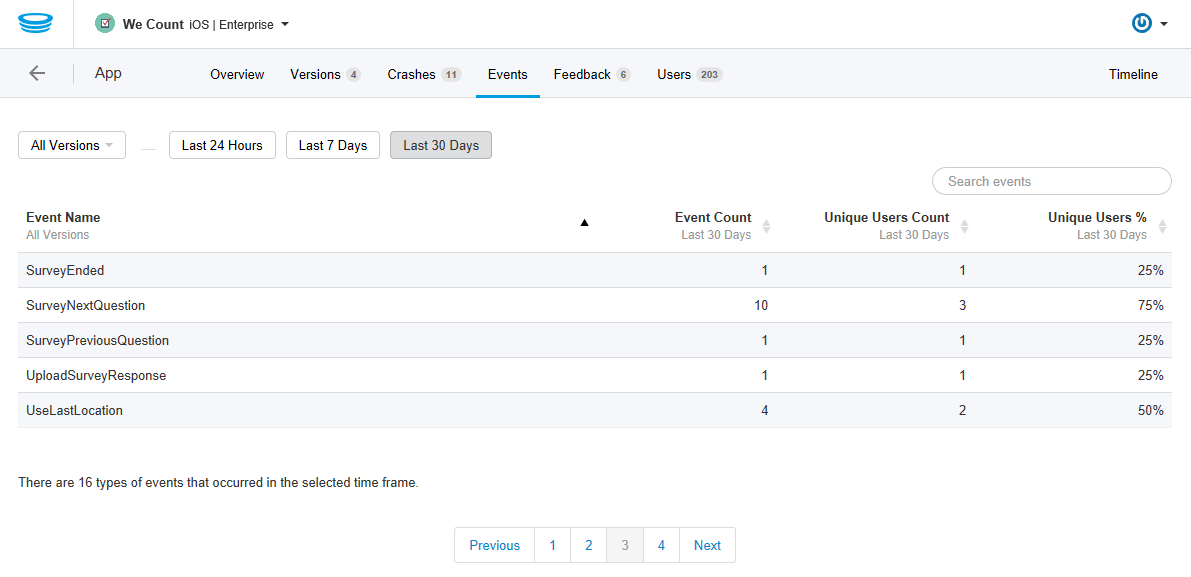 We Count iOS | Enterprise
App Overview Versions 4 Crashes 11 Events Feedback 6 Users 203 Timeline
All Versions Last 24 Hours Last 7 Days Last 30 Days
Search events
Event Name Event Count Unique Users Count Unique Users %
All Versions Last 30 Days Last 30 Days Last 30 Days
SurveyEnded 1 1 25%
SurveyNextQuestion 10 3 75%
SurveyPreviousQuestion 1 1 25%
UploadSurveyResponse 1 1 25%
UseLastLocation 4 2 50%
There are 16 types of events that occurred in the selected time frame.
Previous 1 2 3 4 Next